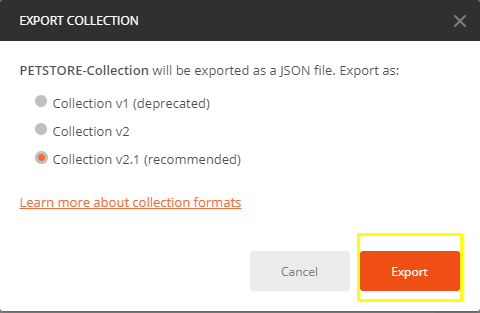 EXPORT COLLECTION
PETSTORE-Collection will be exported as a JSON file. Export as:
Collection v1 (deprecated)
Collection v2
Collection v2.1 (recommended)
Learn more about collection formats
Cancel
Export